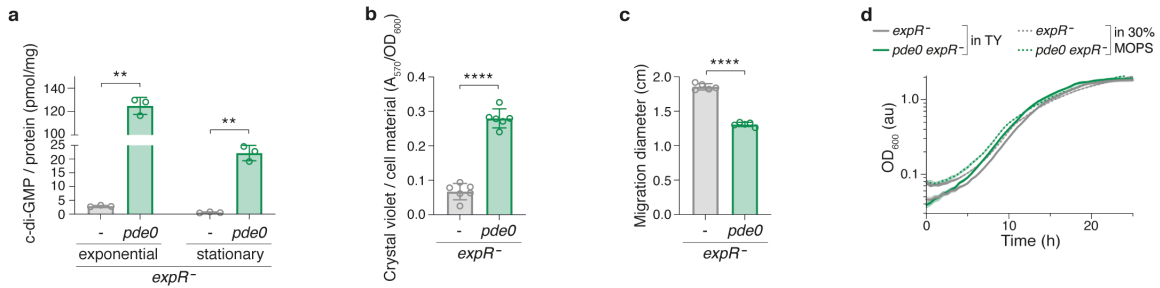 a
c-di-GMP / protein (pmol/mg)
140
120
100
25
20
15
10
5
0
**
**
- pde0 - pde0
exponential stationary
expR⁻
b
Crystal violet / cell material (A₅₇₀/OD₆₀₀)
0.4
0.3
0.2
0.1
0.0
****
- pde0
expR⁻
c
Migration diameter (cm)
2.0
1.5
1.0
0.5
0.0
****
- pde0
expR⁻
d
expR⁻
pde0 expR⁻
in TY
expR⁻
pde0 expR⁻
in 30%
MOPS
OD₆₀₀ (au)
1.0
0.1
0 10 20
Time (h)